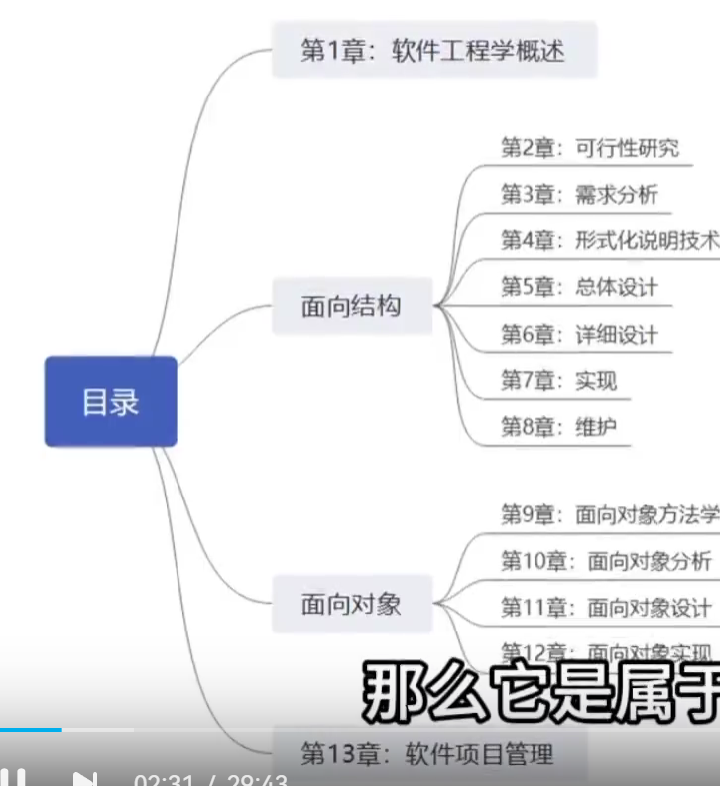 第1章：软件工程学概述
第2章：可行性研究
第3章：需求分析
第4章：形式化说明技术
面向结构
第5章：总体设计
第6章：详细设计
第7章：实现
第8章：维护
目录
第9章：面向对象方法学
第10章：面向对象分析
面向对象
第11章：面向对象设计
第12章：面向对象实现
那么它是属于
第13章：软件项目管理
02:31 / 29:43